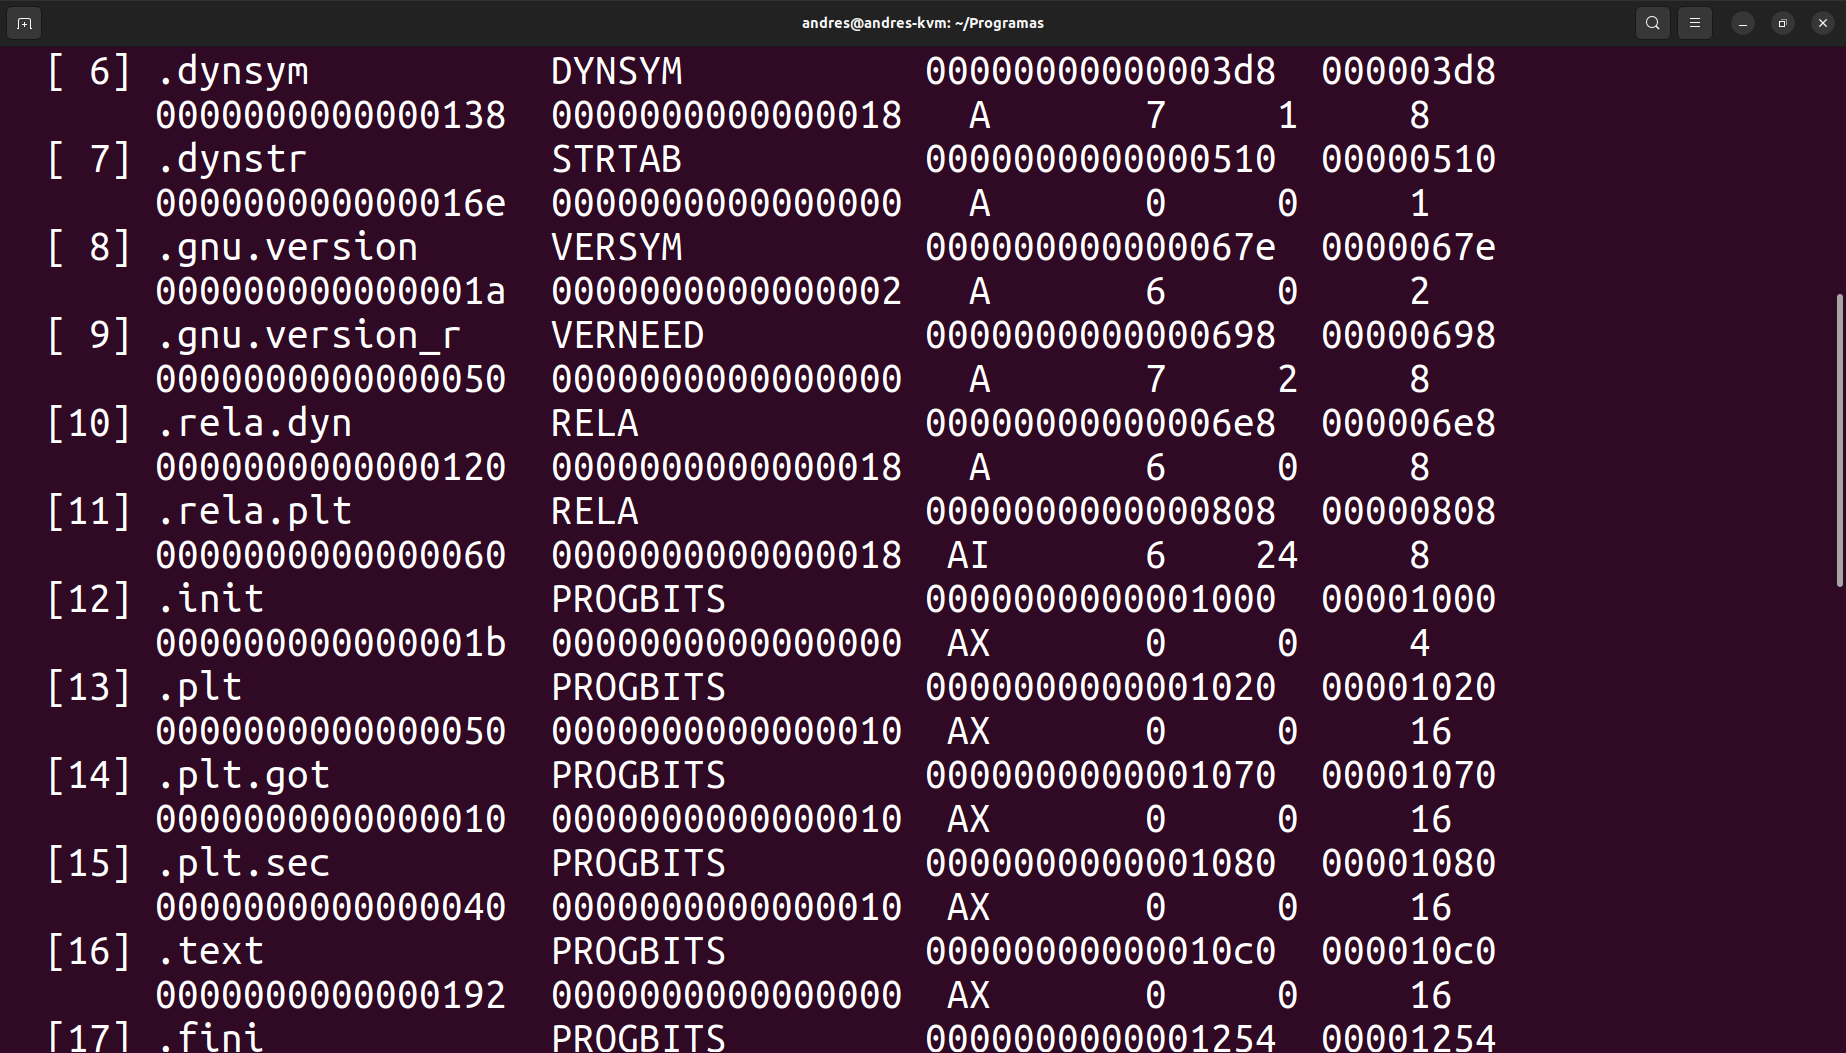 andres@andres-kvm: ~/Programas
[ 6] .dynsym DYNSYM 00000000000003d8 000003d8
0000000000000138 0000000000000018 A 7 1 8
[ 7] .dynstr STRTAB 0000000000000510 00000510
000000000000016e 0000000000000000 A 0 0 1
[ 8] .gnu.version VERSYM 000000000000067e 0000067e
000000000000001a 0000000000000002 A 6 0 2
[ 9] .gnu.version_r VERNEED 0000000000000698 00000698
0000000000000050 0000000000000000 A 7 2 8
[10] .rela.dyn RELA 00000000000006e8 000006e8
0000000000000120 0000000000000018 A 6 0 8
[11] .rela.plt RELA 0000000000000808 00000808
0000000000000060 0000000000000018 AI 6 24 8
[12] .init PROGBITS 0000000000001000 00001000
000000000000001b 0000000000000000 AX 0 0 4
[13] .plt PROGBITS 0000000000001020 00001020
0000000000000050 0000000000000010 AX 0 0 16
[14] .plt.got PROGBITS 0000000000001070 00001070
0000000000000010 0000000000000010 AX 0 0 16
[15] .plt.sec PROGBITS 0000000000001080 00001080
0000000000000040 0000000000000010 AX 0 0 16
[16] .text PROGBITS 00000000000010c0 000010c0
0000000000000192 0000000000000000 AX 0 0 16
[17] .fini PROGBITS 0000000000001254 00001254